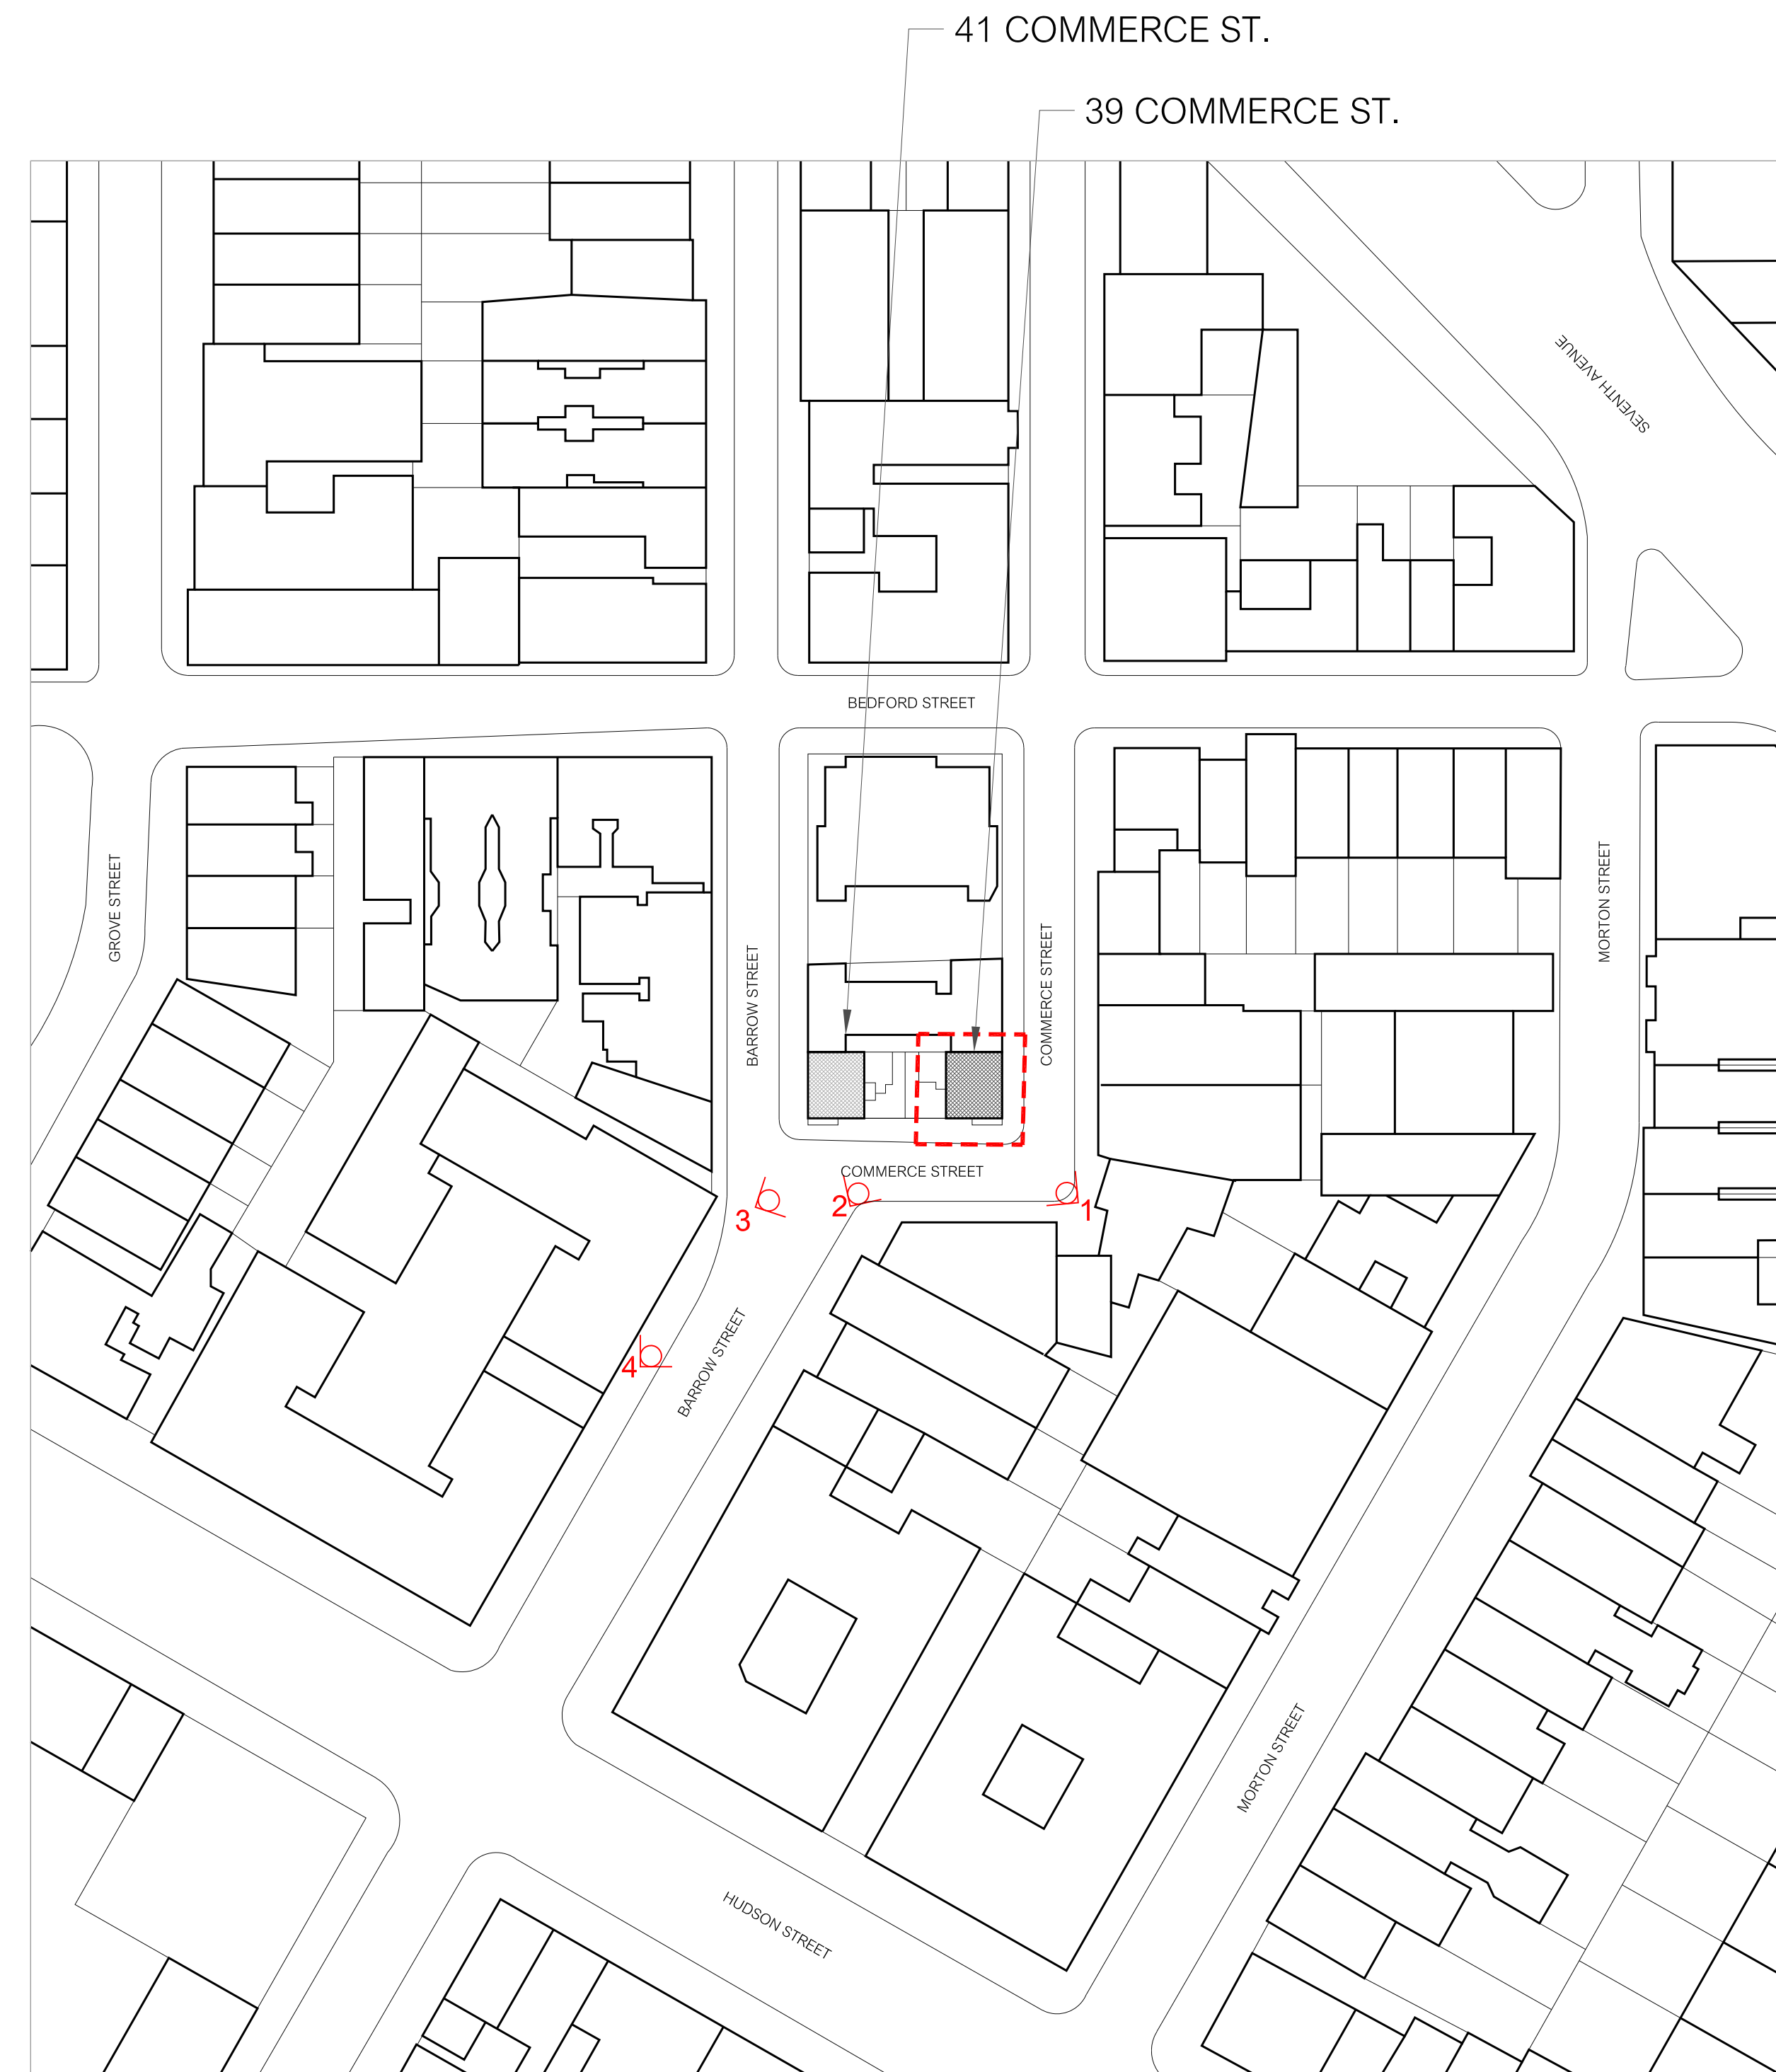 41 COMMERCE ST.
39 COMMERCE ST.
SEVENTH AVENUE
BEDFORD STREET
GROVE STREET
BARROW STREET
COMMERCE STREET
MORTON STREET
COMMERCE STREET
3
2
1
4
BARROW STREET
MORTON STREET
HUDSON STREET